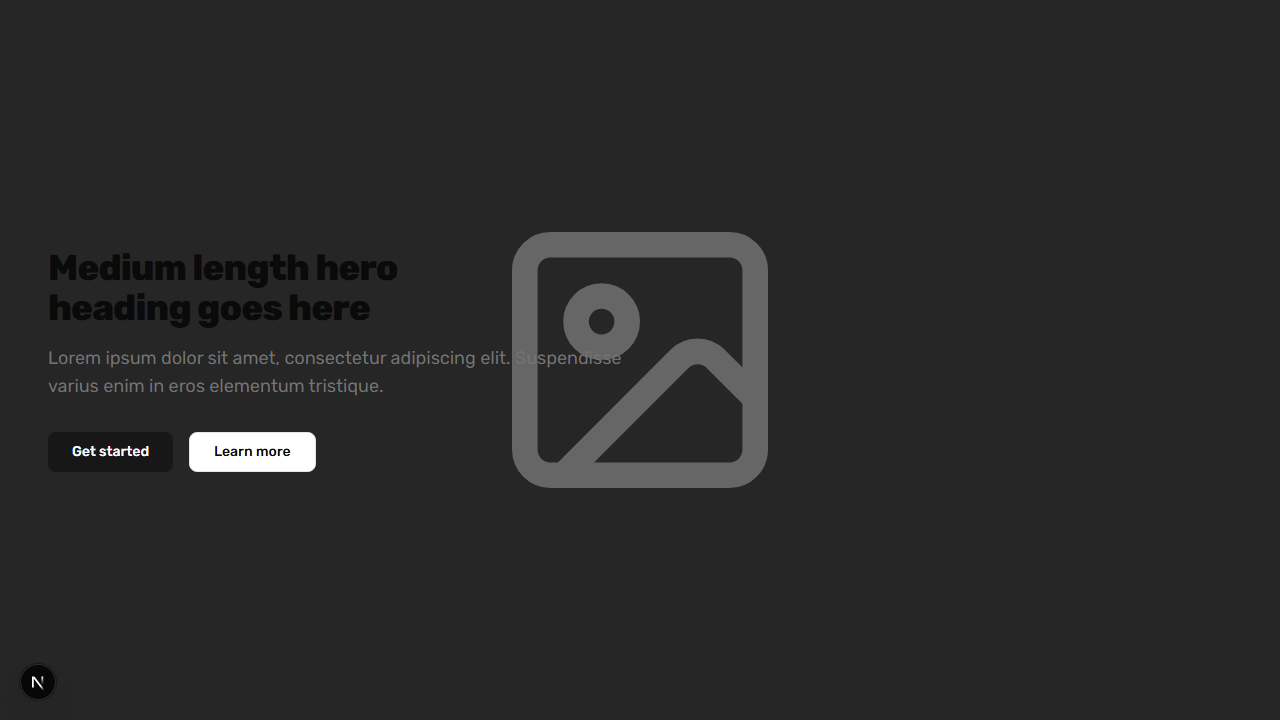 Medium length hero
heading goes here
Lorem ipsum dolor sit amet, consectetur adipiscing elit. Suspendisse
varius enim in eros elementum tristique.
Get started
Learn more
N